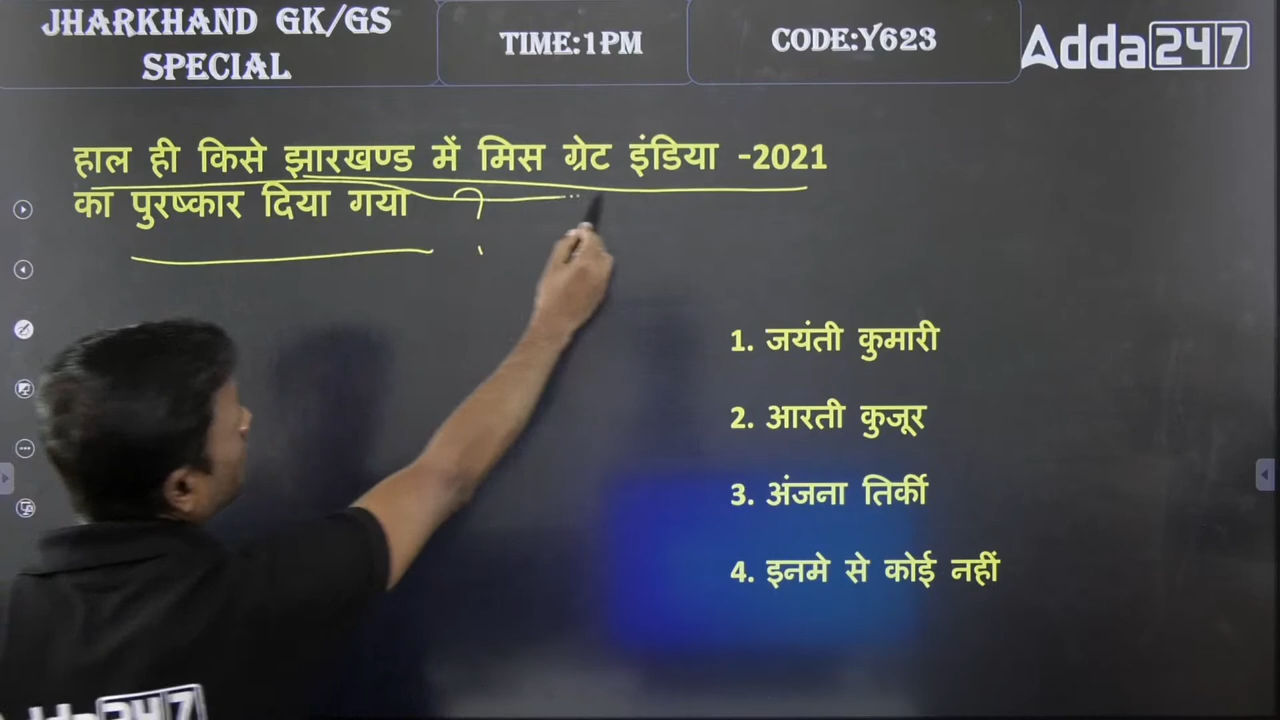 JHARKHAND GK/GS
SPECIAL
TIME:1PM
CODE:Y623
Adda247
हाल ही किसे झारखण्ड में मिस ग्रेट इंडिया -2021
का पुरष्कार दिया गया ?
1. जयंती कुमारी
2. आरती कुजूर
3. अंजना तिर्की
4. इनमे से कोई नहीं